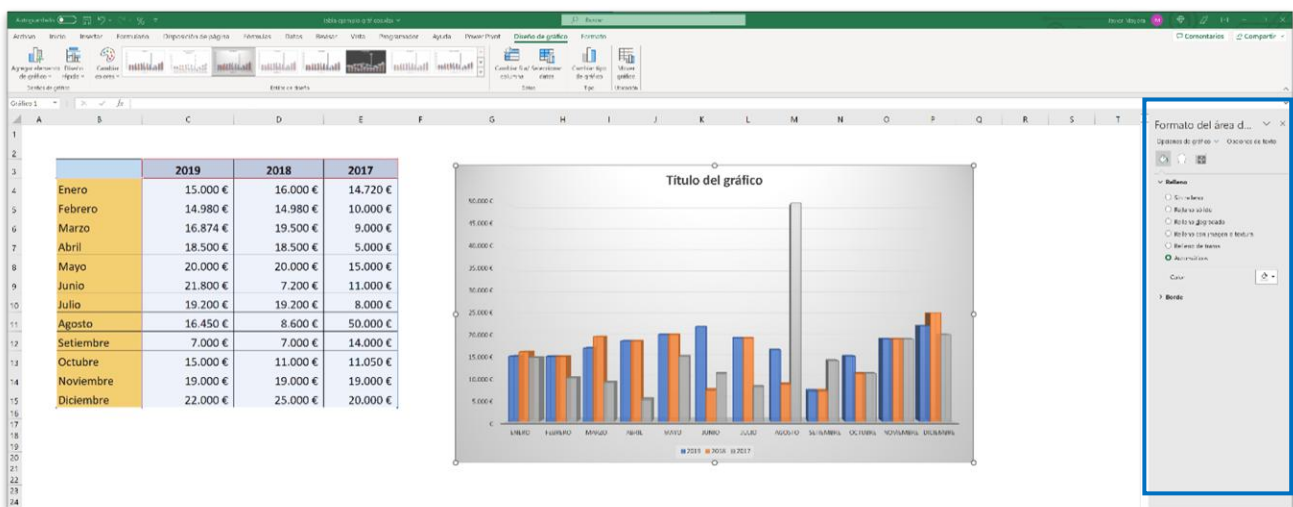 Autoguardado
Buscar
Archivo Inicio Insertar Formulario Disposición de página Fórmulas Datos Revisar Vista Programador Ayuda Power Pivot Diseño de gráfico Formato
Comentarios Compartir
Gráfico 1 fx
A B C D E F G H I J K L M N O P Q R S T
2019 2018 2017
Enero 15.000 € 16.000 € 14.720 €
Febrero 14.980 € 14.980 € 10.000 €
Marzo 16.874 € 19.500 € 9.000 €
Abril 18.500 € 18.500 € 5.000 €
Mayo 20.000 € 20.000 € 15.000 €
Junio 21.800 € 7.200 € 11.000 €
Julio 19.200 € 19.200 € 8.000 €
Agosto 16.450 € 8.600 € 50.000 €
Setiembre 7.000 € 7.000 € 14.000 €
Octubre 15.000 € 11.000 € 11.050 €
Noviembre 19.000 € 19.000 € 19.000 €
Diciembre 22.000 € 25.000 € 20.000 €
Título del gráfico
50.000 €
45.000 €
40.000 €
35.000 €
30.000 €
25.000 €
20.000 €
15.000 €
10.000 €
5.000 €
€
ENERO FEBRERO MARZO ABRIL MAYO JUNIO JULIO AGOSTO SETIEMBRE OCTUBRE NOVIEMBRE DICIEMBRE
2019 2018 2017
Formato del área d...
Opciones de gráfico Opciones de texto
Relleno
Sin relleno
Relleno sólido
Relleno degradado
Relleno con imagen o textura
Relleno de trama
Automático
Color
Borde